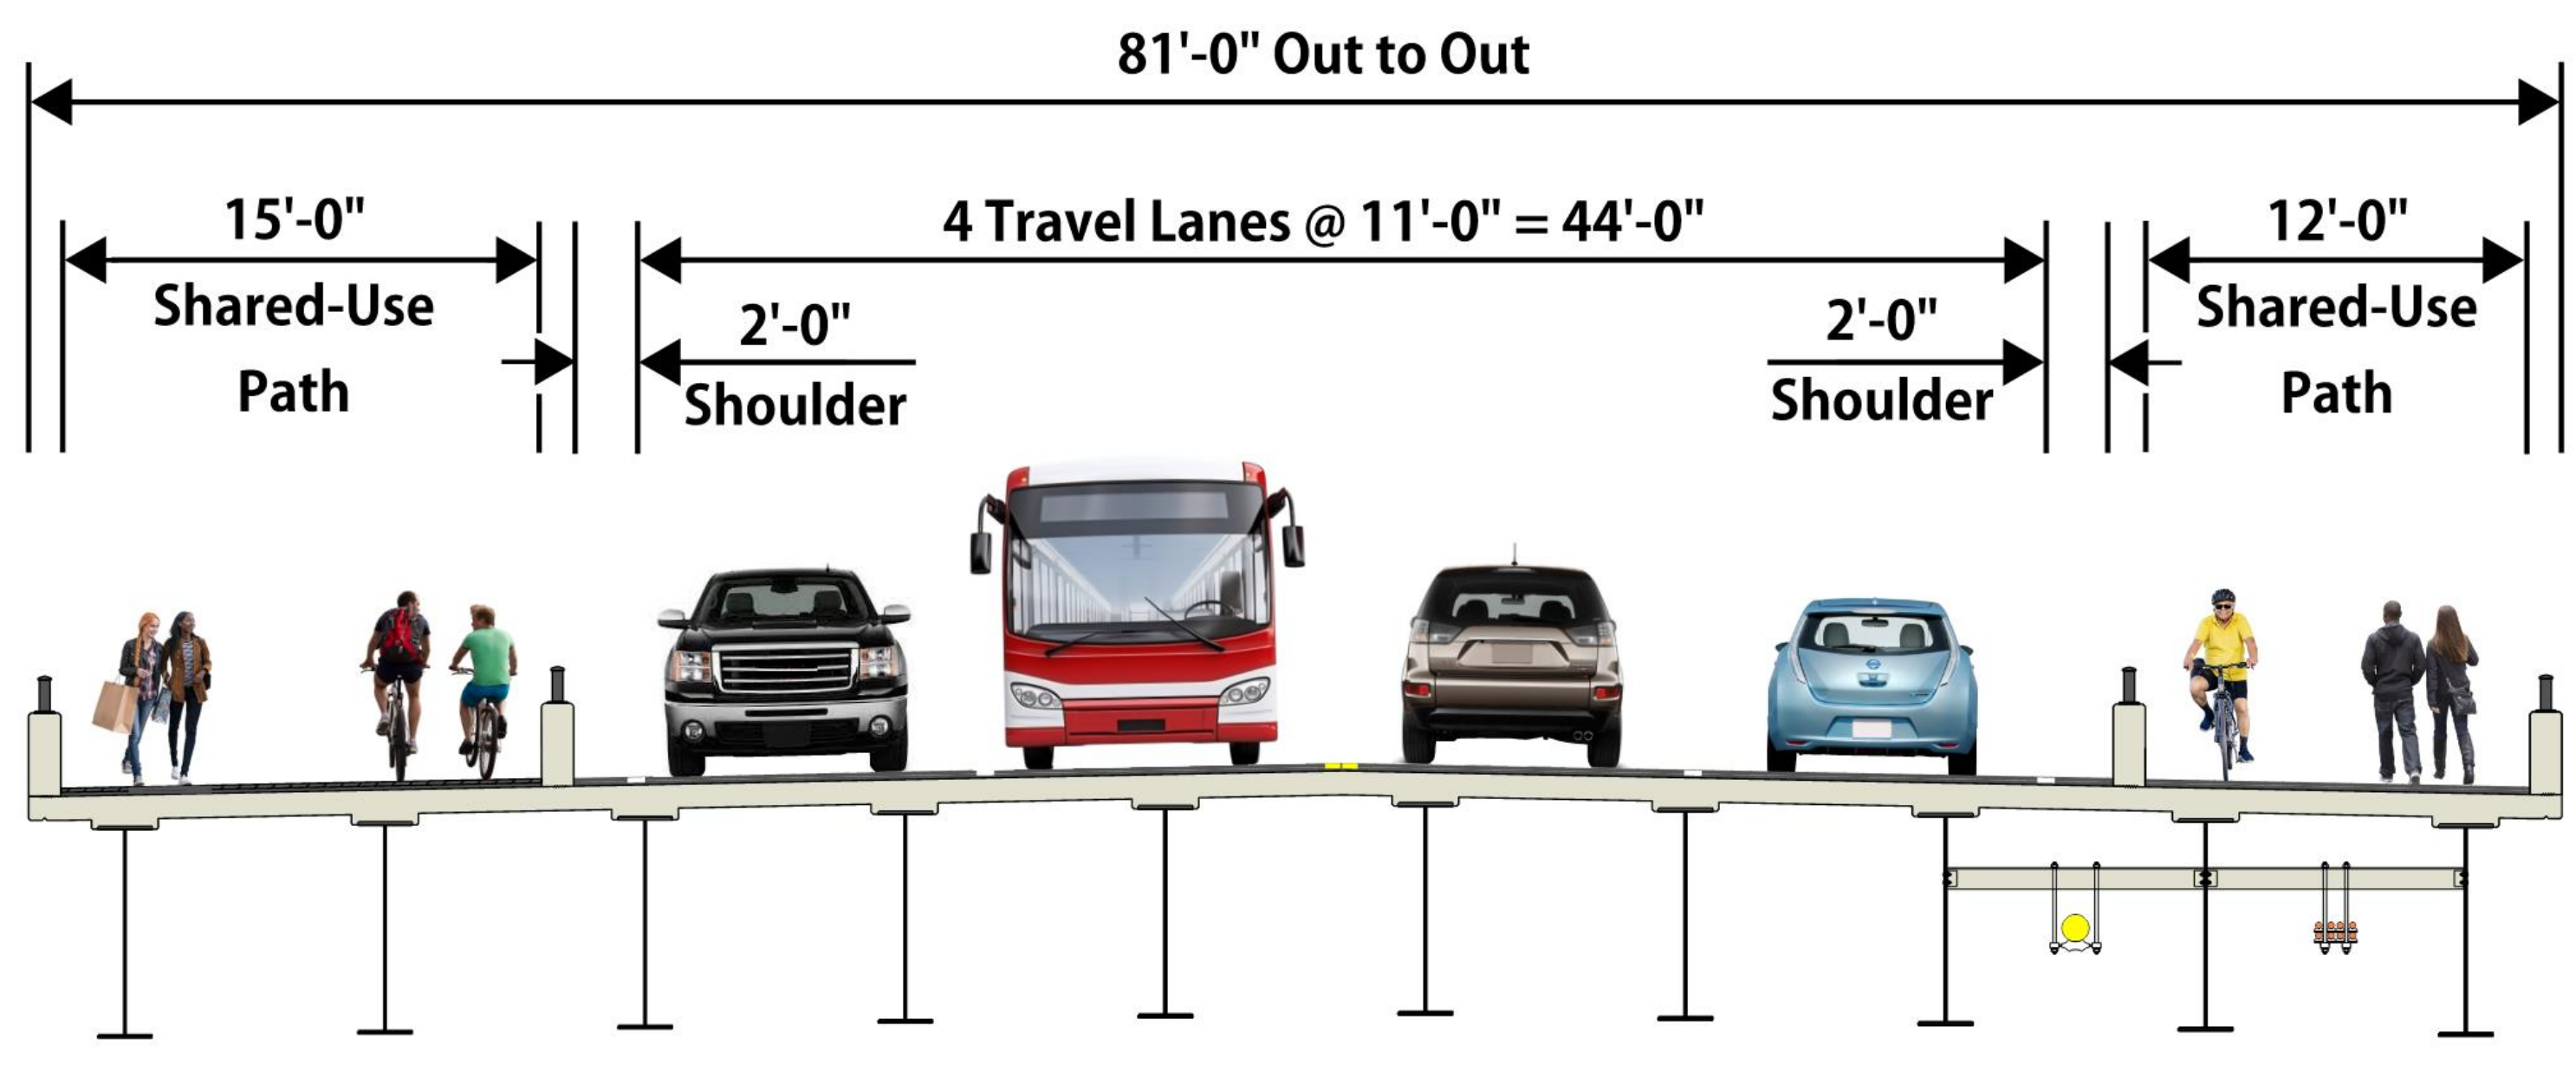 81'-0" Out to Out
15'-0"
Shared-Use
Path
4 Travel Lanes @ 11'-0" = 44'-0"
2'-0"
Shoulder
2'-0"
Shoulder
12'-0"
Shared-Use
Path